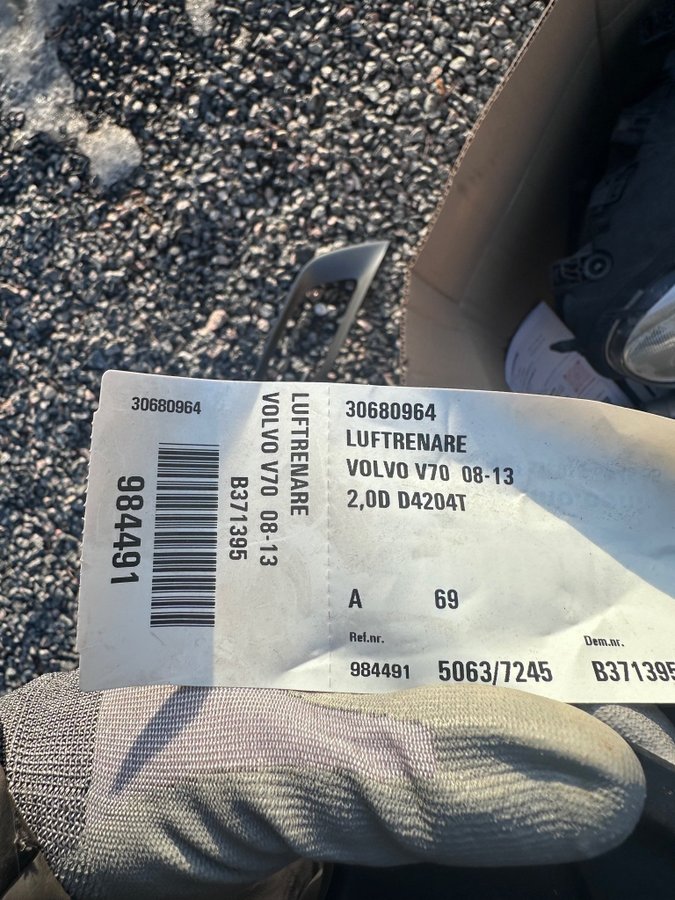 30680964
984491
B371395
VOLVO V70 08-13
LUFTRENARE
30680964
LUFTRENARE
VOLVO V70 08-13
2,0D D4204T
A 69
Ref.nr. Dem.nr.
984491 5063/7245 B371395